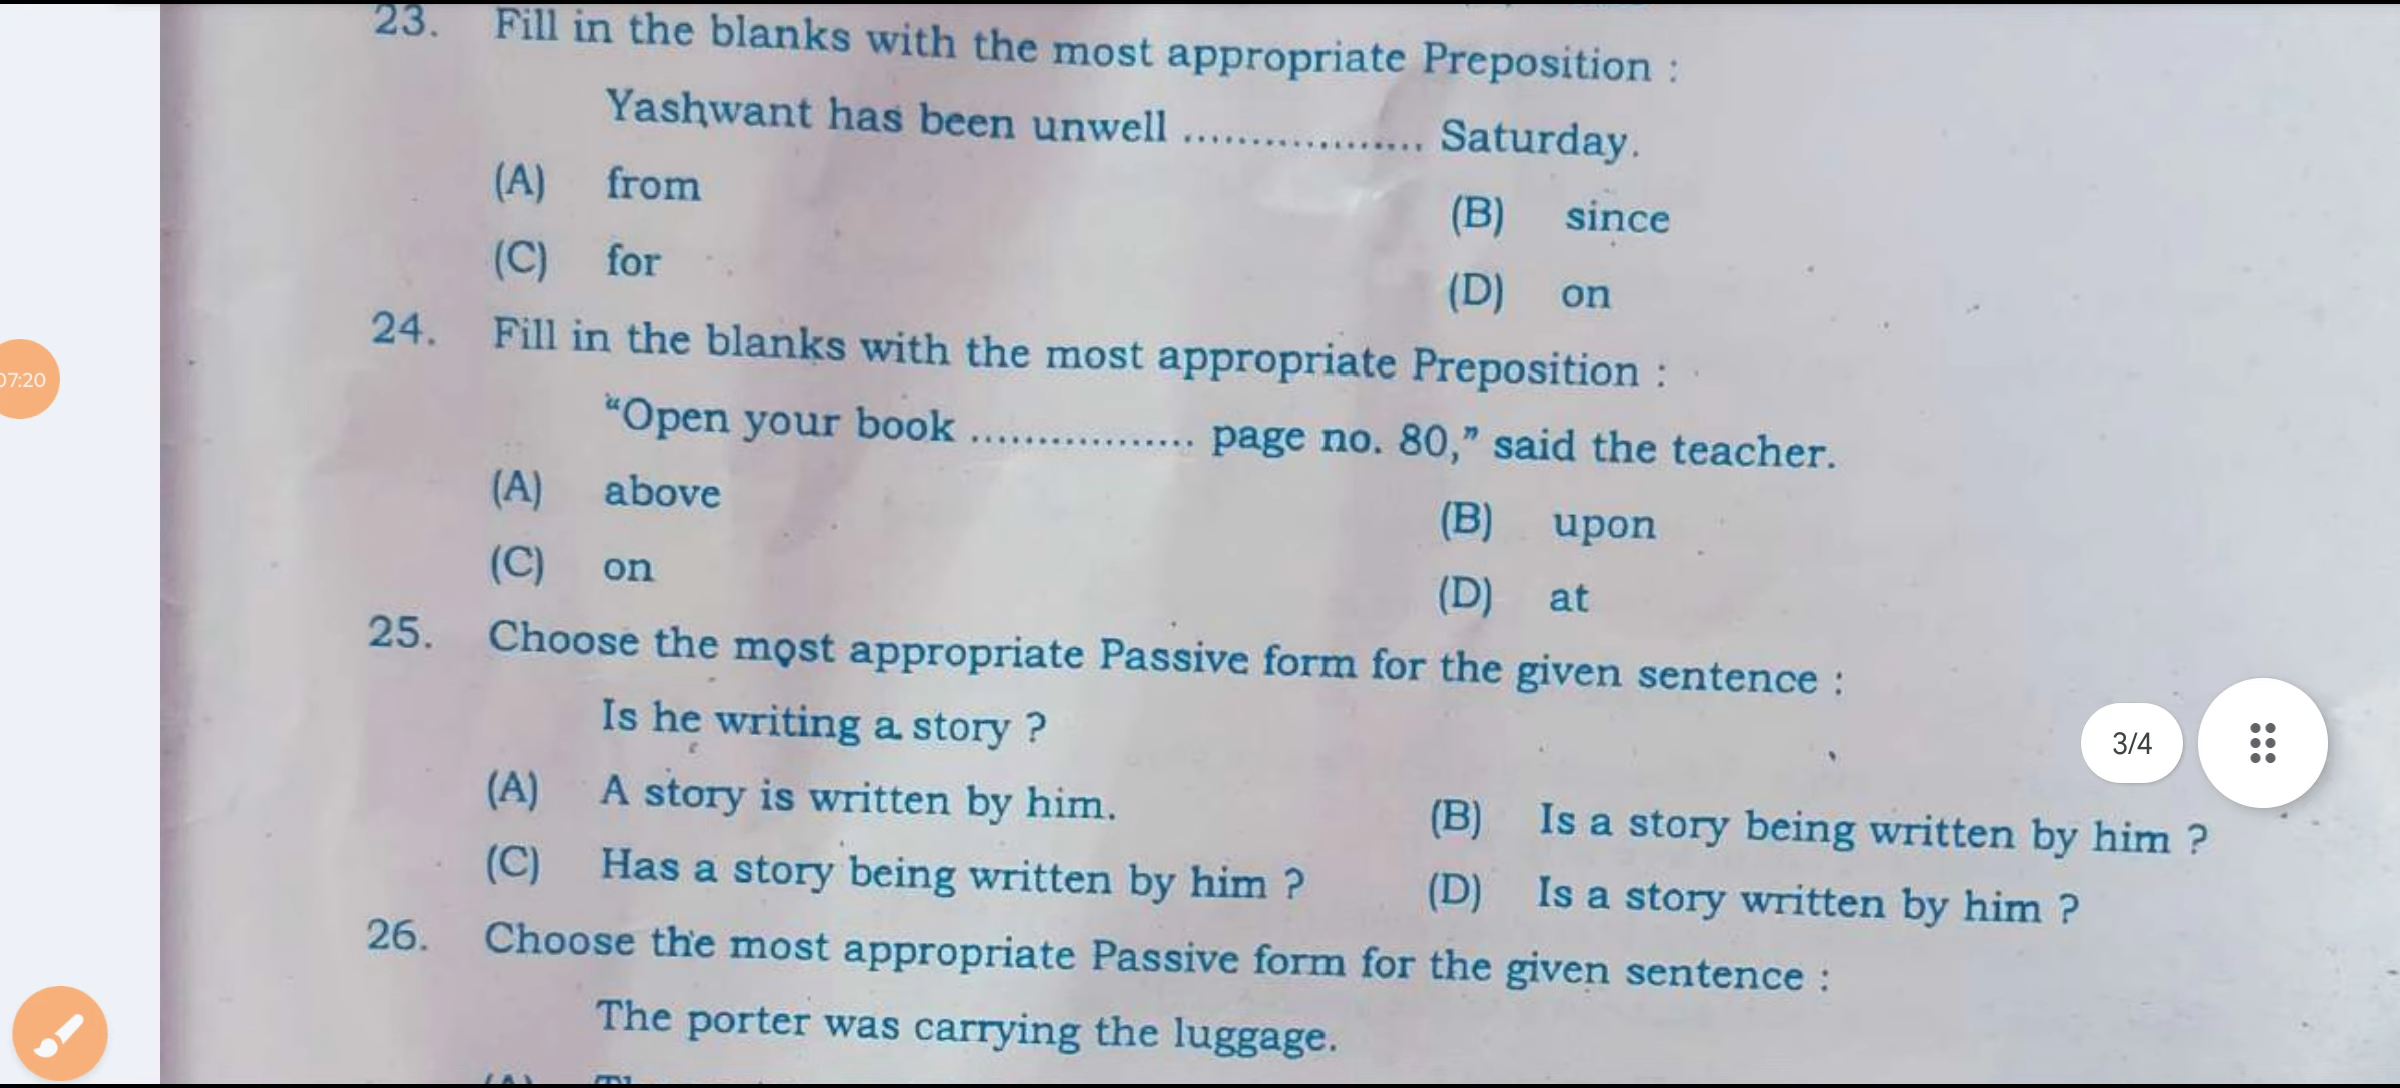 23. Fill in the blanks with the most appropriate Preposition :
Yashwant has been unwell .................. Saturday.
(A) from
(B) since
(C) for
(D) on
24. Fill in the blanks with the most appropriate Preposition :
“Open your book ................. page no. 80,” said the teacher.
(A) above
(B) upon
(C) on
(D) at
25. Choose the most appropriate Passive form for the given sentence :
Is he writing a story ?
(A) A story is written by him.
(B) Is a story being written by him ?
(C) Has a story being written by him ?
(D) Is a story written by him ?
26. Choose the most appropriate Passive form for the given sentence :
The porter was carrying the luggage.
07:20
3/4